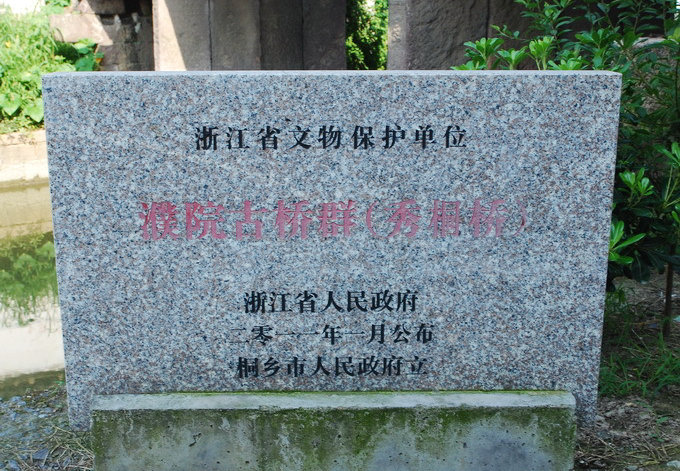 浙江省文物保护单位
濮院古桥群(秀桐桥)
浙江省人民政府
二零一一年一月公布
桐乡市人民政府立